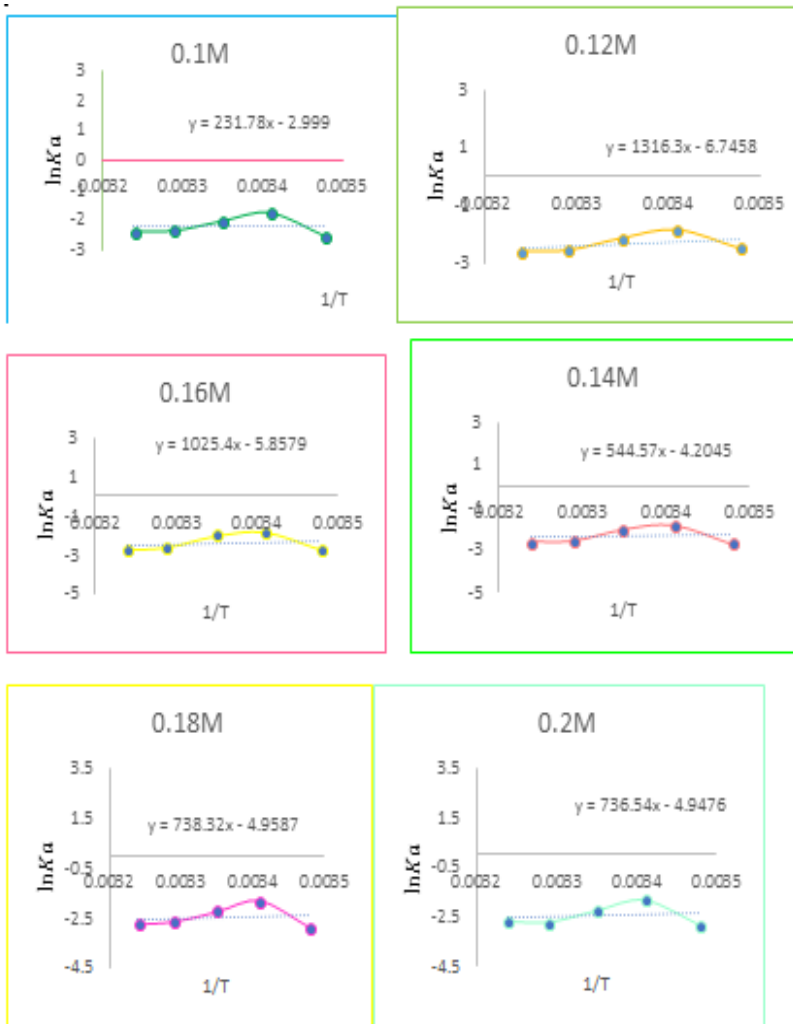 0.1M
3
2
1
0
-1
-2
-3
lnKa
y = 231.78x - 2.999
0.0032 0.0033 0.0034 0.0035
1/T
0.12M
3
1
-1
-3
lnKa
y = 1316.3x - 6.7458
0.0032 0.0033 0.0034 0.0035
1/T
0.16M
3
1
-1
-3
-5
lnKa
y = 1025.4x - 5.8579
0.0032 0.0033 0.0034 0.0035
1/T
0.14M
3
1
-1
-3
-5
lnKa
y = 544.57x - 4.2045
0.0032 0.0033 0.0034 0.0035
1/T
0.18M
3.5
1.5
-0.5
-2.5
-4.5
lnKa
y = 738.32x - 4.9587
0.0032 0.0033 0.0034 0.0035
1/T
0.2M
3.5
1.5
-0.5
-2.5
-4.5
lnKa
y = 736.54x - 4.9476
0.0032 0.0033 0.0034 0.0035
1/T